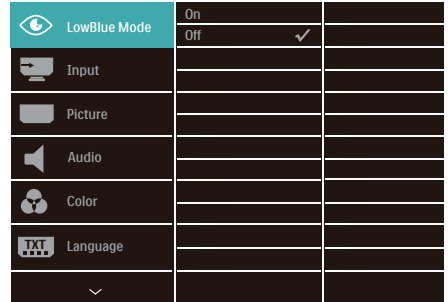 LowBlue Mode
On
Off
Input
Picture
Audio
Color
TXT
Language